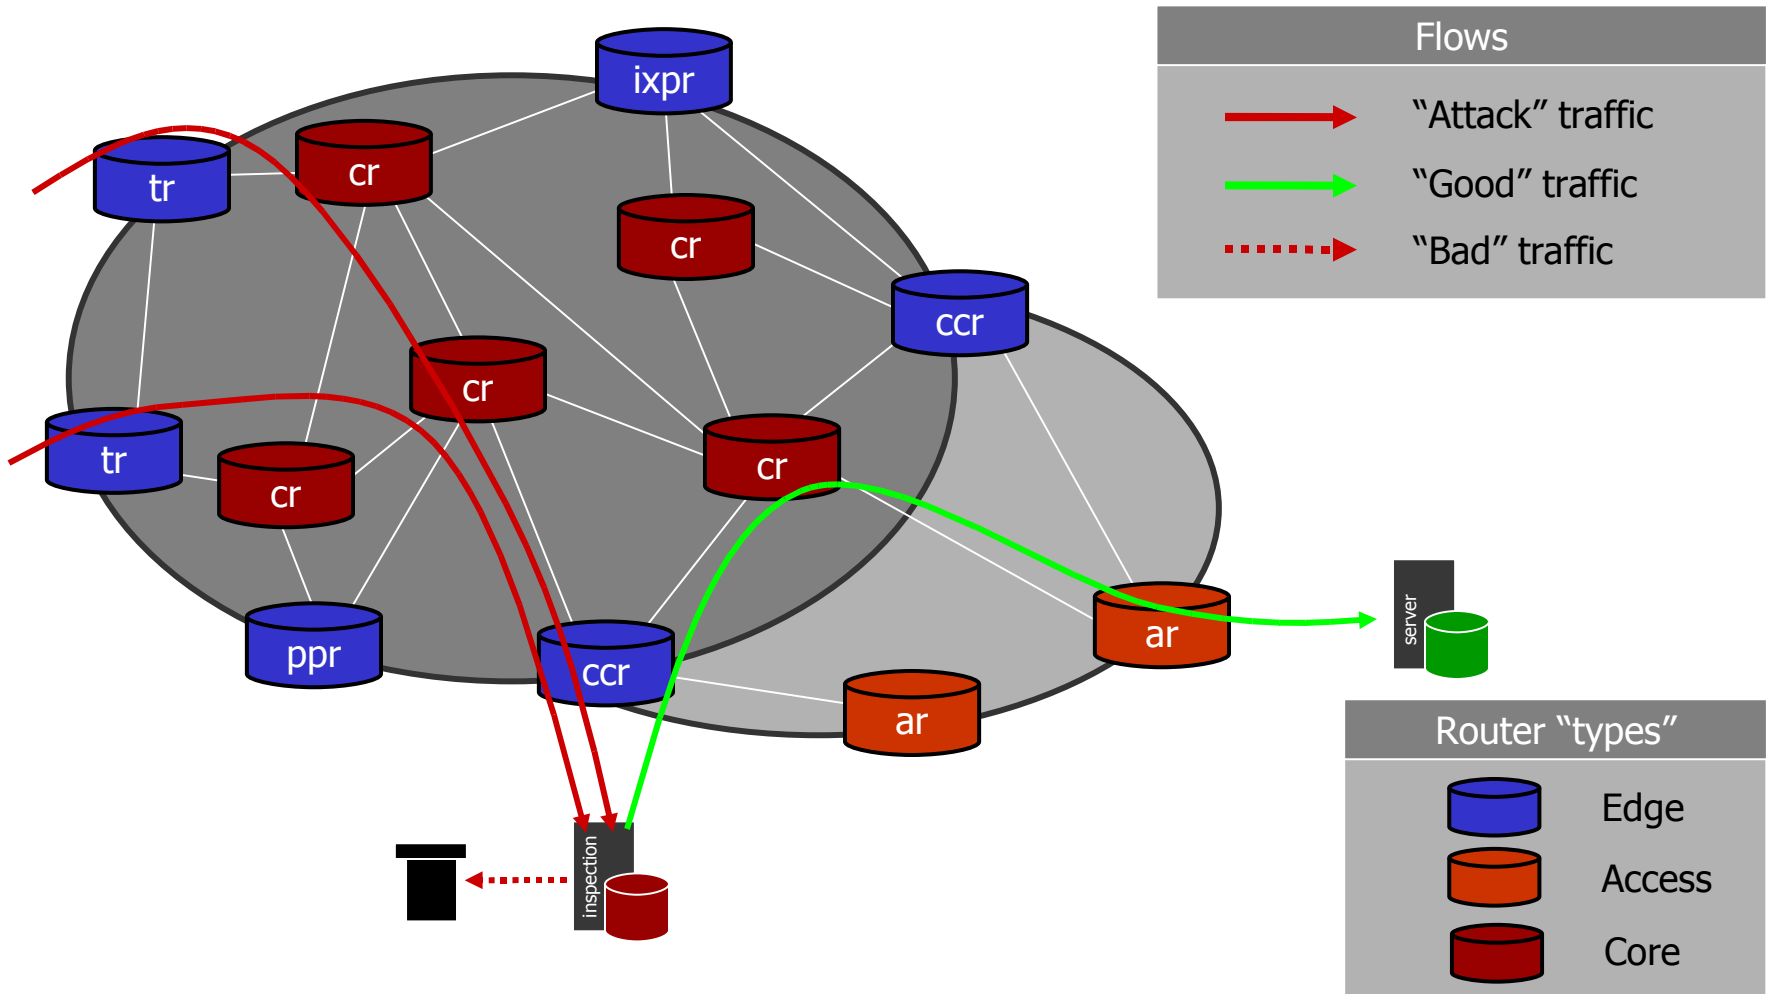 ixpr
Flows
“Attack” traffic
“Good” traffic
“Bad” traffic
tr
cr
cr
ccr
cr
tr
cr
cr
ppr
ccr
ar
ar
server
Router “types”
Edge
Access
Core
inspection